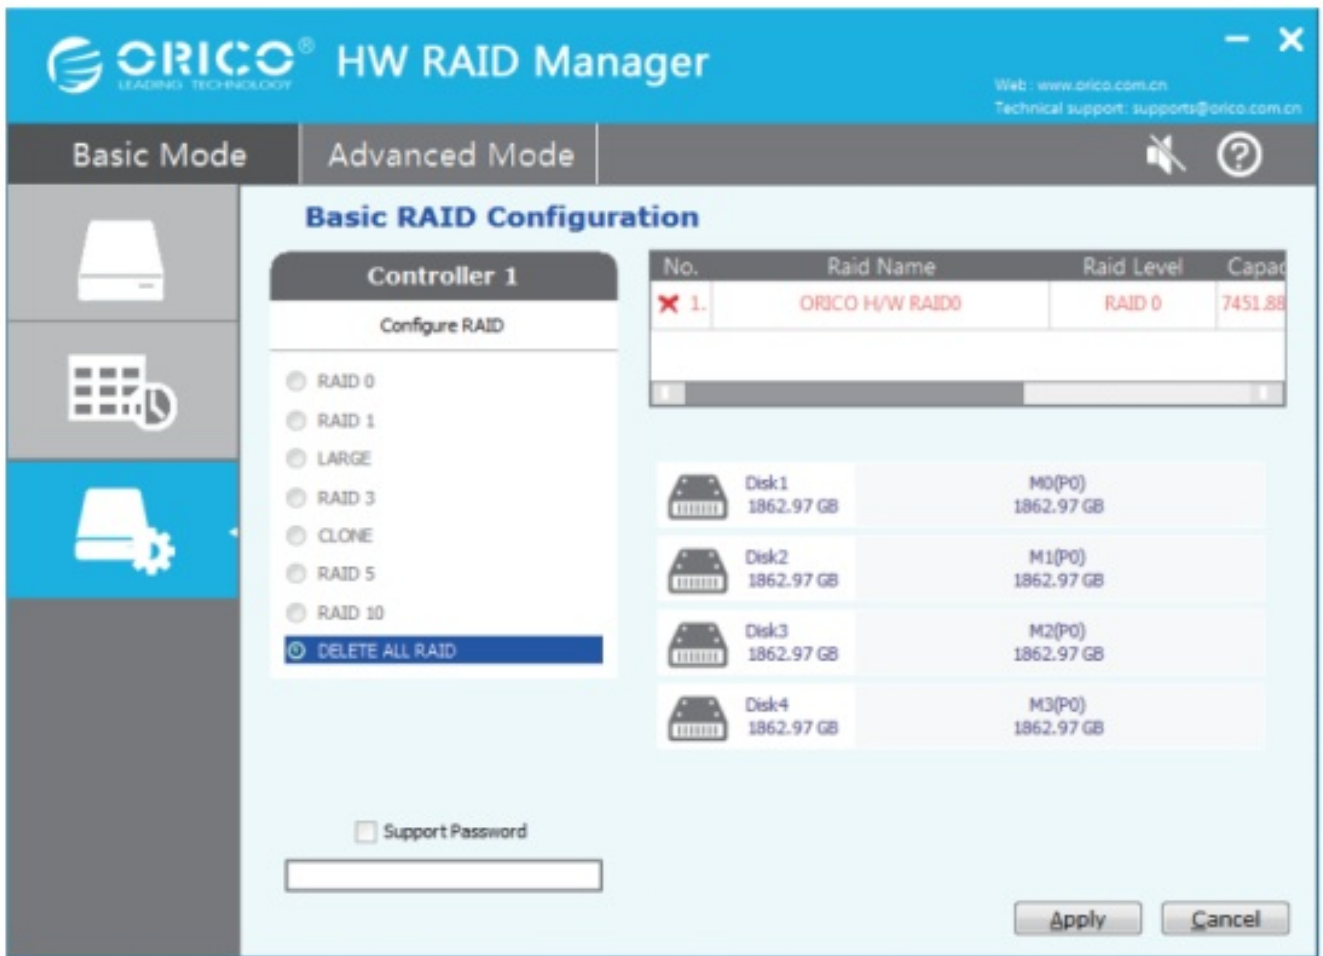 ORICO® HW RAID Manager
LEADING TECHNOLOGY
Web : www.orico.com.cn
Technical support: supports@orico.com.cn
Basic Mode
Advanced Mode
Basic RAID Configuration
Controller 1
Configure RAID
RAID 0
RAID 1
LARGE
RAID 3
CLONE
RAID 5
RAID 10
DELETE ALL RAID
Support Password
No. Raid Name Raid Level Capac
1. ORICO H/W RAID0 RAID 0 7451.88
Disk1 M0(P0)
1862.97 GB 1862.97 GB
Disk2 M1(P0)
1862.97 GB 1862.97 GB
Disk3 M2(P0)
1862.97 GB 1862.97 GB
Disk4 M3(P0)
1862.97 GB 1862.97 GB
Apply Cancel